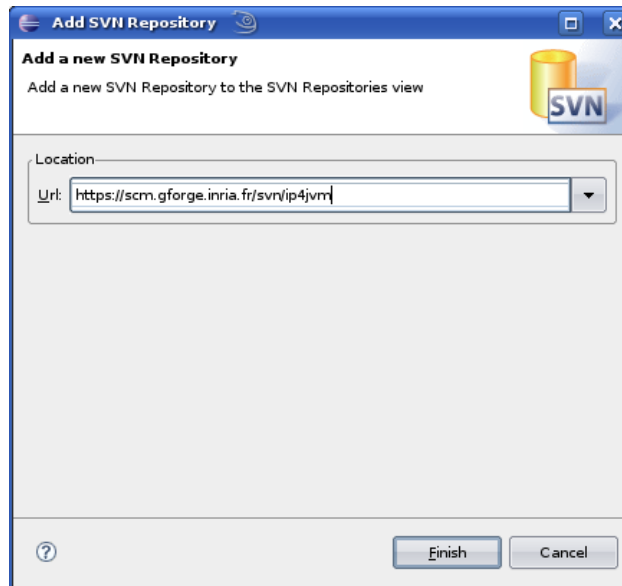 Add SVN Repository
Add a new SVN Repository
Add a new SVN Repository to the SVN Repositories view
SVN
Location
Url: https://scm.gforge.inria.fr/svn/ip4jvm
Finish Cancel